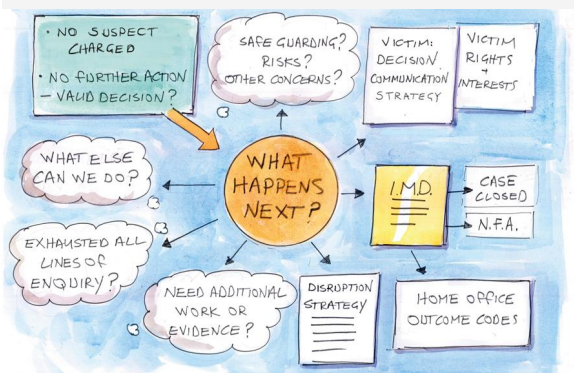 • NO SUSPECT
CHARGED
• NO FURTHER ACTION
– VALID DECISION?
SAFE GUARDING?
RISKS?
OTHER CONCERNS?
VICTIM:
DECISION,
COMMUNICATION
STRATEGY
VICTIM
RIGHTS
+
INTERESTS
WHAT ELSE
CAN WE DO?
WHAT
HAPPENS
NEXT?
I.M.D.
CASE
CLOSED
N.F.A.
EXHAUSTED ALL
LINES OF
ENQUIRY?
NEED ADDITIONAL
WORK OR
EVIDENCE?
DISRUPTION
STRATEGY
HOME OFFICE
OUTCOME CODES